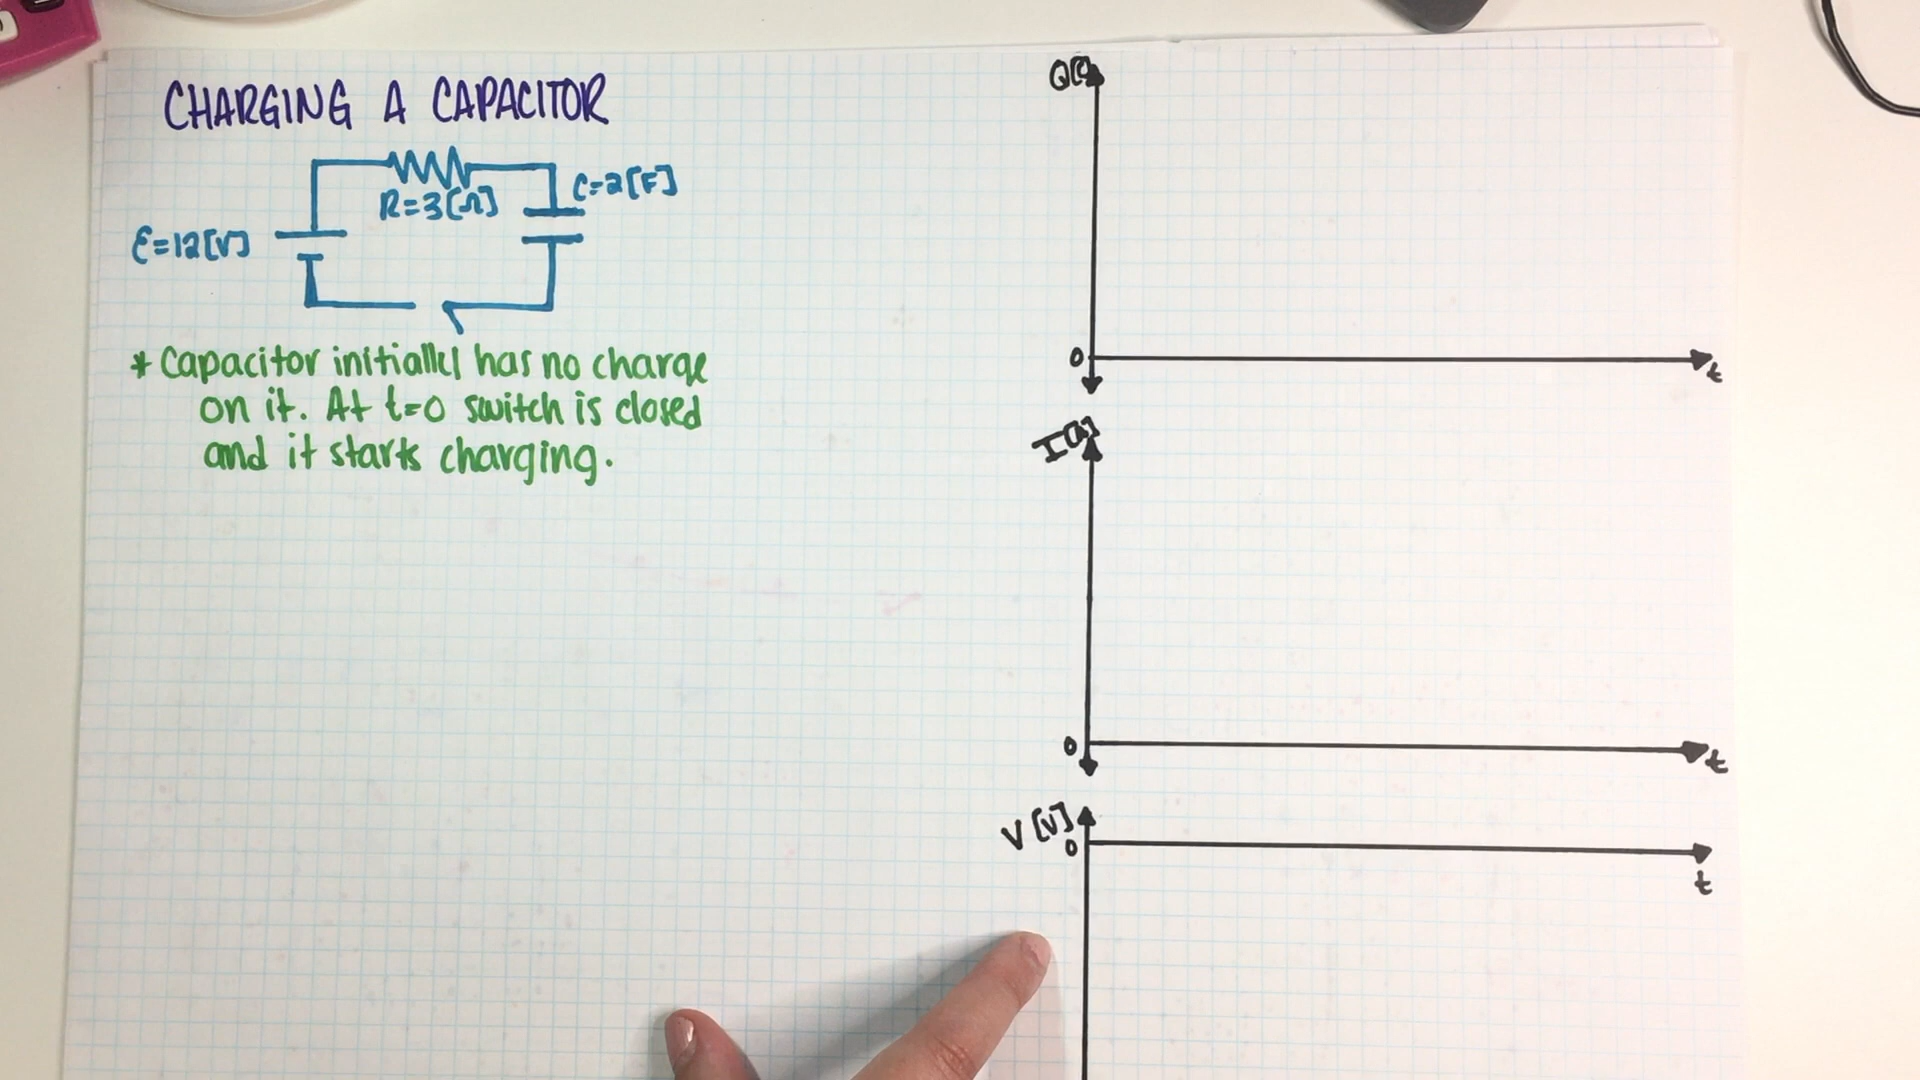 CHARGING A CAPACITOR
R=3[Ω]
C=2[F]
ℰ=12[V]
* Capacitor initially has no charge
on it. At t=0 switch is closed
and it starts charging.
Q[C]
0
t
I[A]
0
t
V[V]
0
t